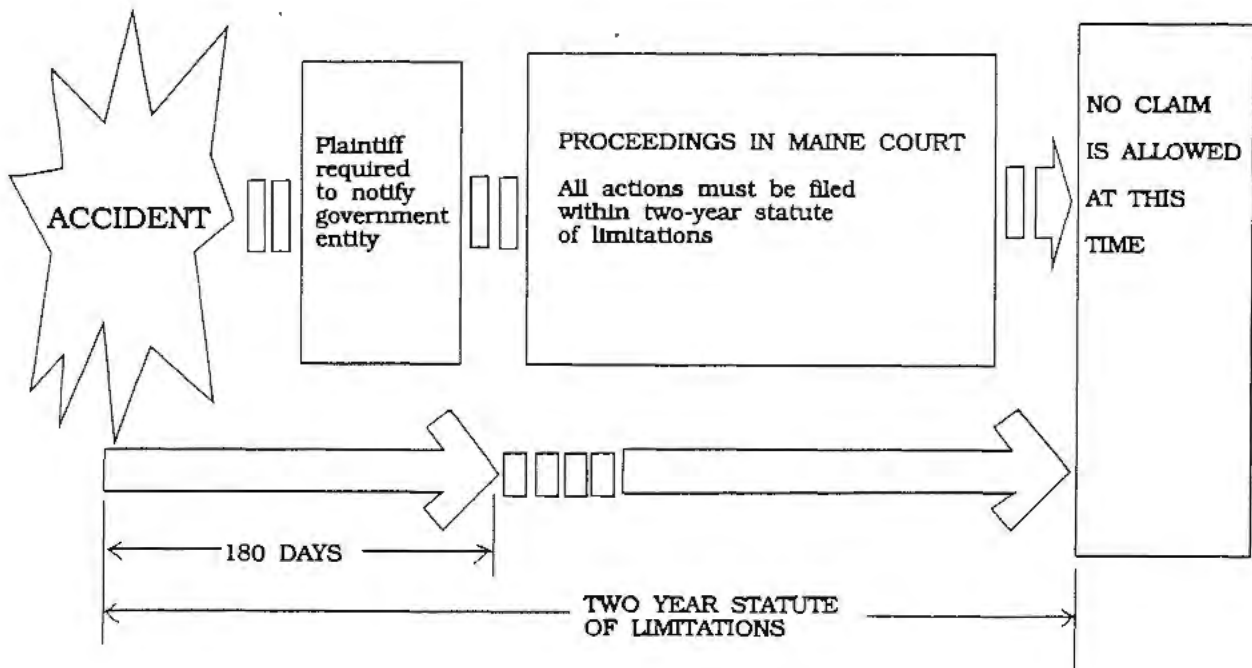 ACCIDENT
Plaintiff
required
to notify
government
entity
PROCEEDINGS IN MAINE COURT
All actions must be filed
within two-year statute
of limitations
NO CLAIM
IS ALLOWED
AT THIS
TIME
180 DAYS
TWO YEAR STATUTE
OF LIMITATIONS